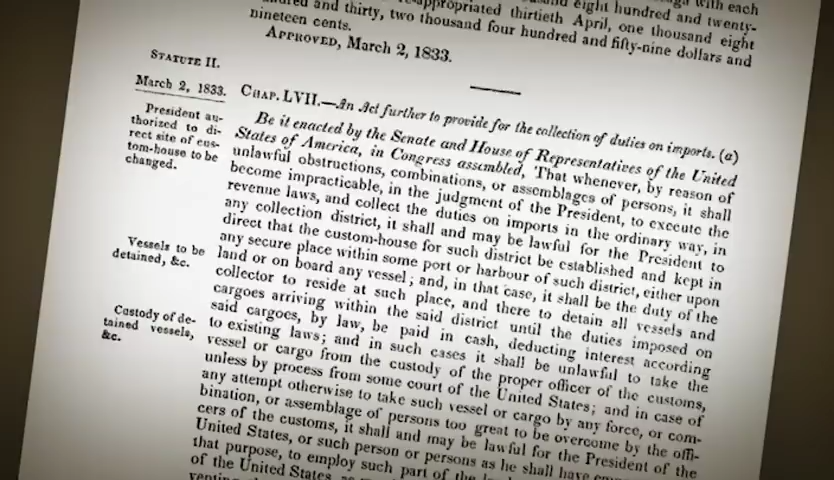 with each
eight hundred and twenty-
re-appropriated thirtieth April, one thousand eight
and thirty, two thousand four hundred and fifty-nine dollars and
nineteen cents.
APPROVED, March 2, 1833.
STATUTE II.
March 2, 1833.
CHAP. LVII.—An Act further to provide for the collection of duties on imports. (a)
President au-
thorized to di-
rect site of cus-
tom-house to be
changed.
Be it enacted by the Senate and House of Representatives of the United
States of America, in Congress assembled, That whenever, by reason of
unlawful obstructions, combinations, or assemblages of persons, it shall
become impracticable, in the judgment of the President, to execute the
revenue laws, and collect the duties on imports in the ordinary way, in
any collection district, it shall and may be lawful for the President to
direct that the custom-house for such district be established and kept in
any secure place within some port or harbour of such district, either upon
land or on board any vessel; and, in that case, it shall be the duty of the
collector to reside at such place, and there to detain all vessels and
cargoes arriving within the said district until the duties imposed on
said cargoes, by law, be paid in cash, deducting interest according
to existing laws; and in such cases it shall be unlawful to take the
vessel or cargo from the custody of the proper officer of the customs,
unless by process from some court of the United States; and in case of
any attempt otherwise to take such vessel or cargo by any force, or com-
bination, or assemblage of persons too great to be overcome by the offi-
cers of the customs, it shall and may be lawful for the President of the
United States, or such person or persons as he shall have
that purpose, to employ such part of the
of the United States,
Vessels to be
detained, &c.
Custody of de-
tained vessels,
&c.